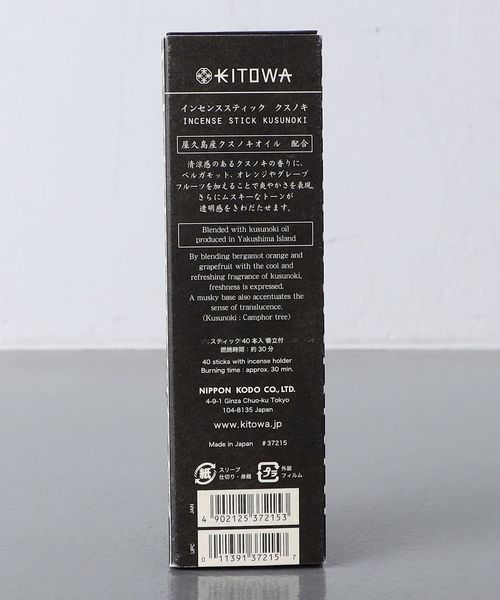 KITOWA
インセンススティック クスノキ
INCENSE STICK KUSUNOKI
屋久島産クスノキオイル 配合
清涼感のあるクスノキの香りに、
ベルガモット、オレンジやグレープ
フルーツを加えることで爽やかさを表現。
さらにムスキーなトーンが
透明感をきわだたせます。
Blended with kusunoki oil
produced in Yakushima Island
By blending bergamot orange and
grapefruit with the cool and
refreshing fragrance of kusunoki,
freshness is expressed.
A musky base also accentuates the
sense of translucence.
(Kusunoki : Camphor tree)
スティック40本入 香立付
燃焼時間：約30分
40 sticks with incense holder
Burning time : approx. 30 min.
NIPPON KODO CO., LTD.
4-9-1 Ginza Chuo-ku Tokyo
104-8135 Japan
www.kitowa.jp
Made in Japan #37215
紙 スリーブ
仕切り・身箱
プラ 外装
フィルム
JAN
4 902125 372153
UPC
0 11391 37215 7